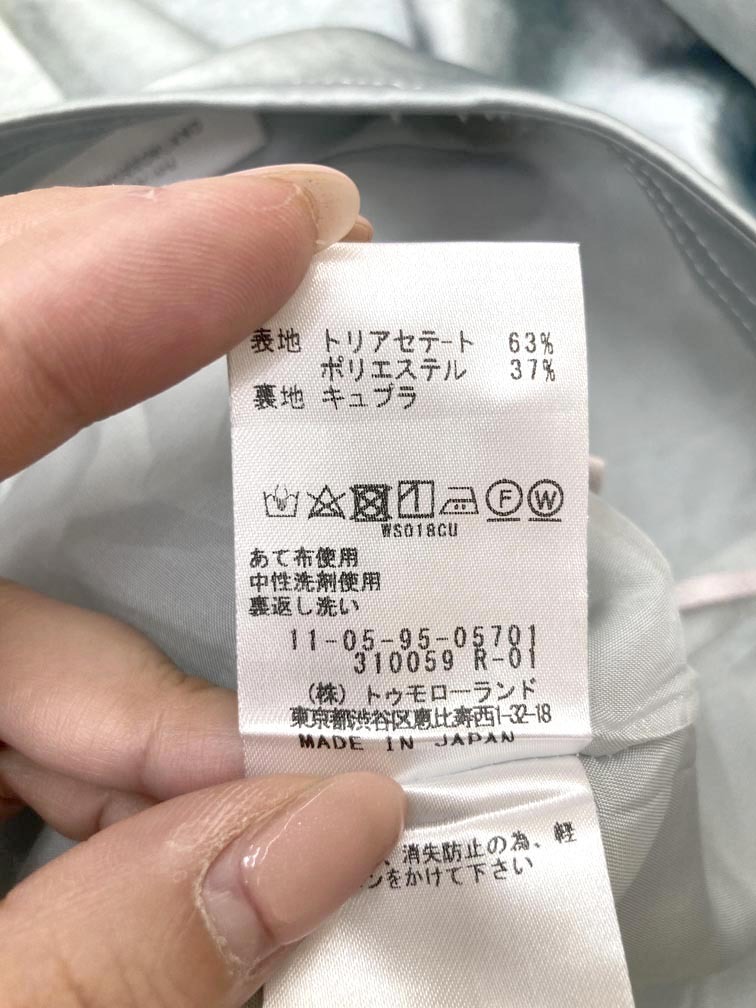 表地 トリアセテート 63%
ポリエステル 37%
裏地 キュプラ
F W
WS018CU
あて布使用
中性洗剤使用
裏返し洗い
11-05-95-05701
310059 R-01
(株) トゥモローランド
東京都渋谷区恵比寿西1-32-18
MADE IN JAPAN
、消失防止の為、軽
をかけて下さい